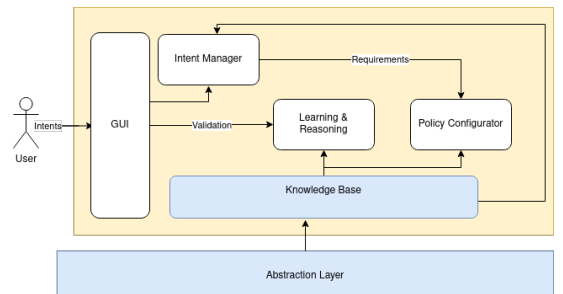 Intent Manager
Requirements
Intents
GUI
Validation
Learning &
Reasoning
Policy Configurator
User
Knowledge Base
Abstraction Layer